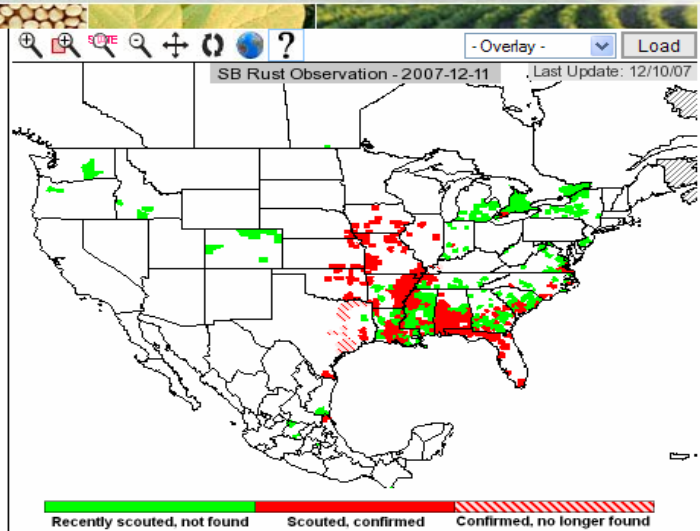 STATE
?
- Overlay -
Load
SB Rust Observation - 2007-12-11
Last Update: 12/10/07
Recently scouted, not found
Scouted, confirmed
Confirmed, no longer found